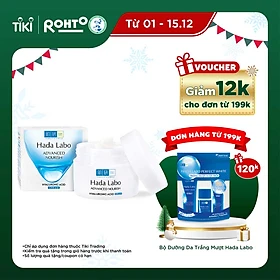 TIKI
ROHTO
Từ 01 - 15.12
VOUCHER
Giảm 12k
cho đơn từ 199k
ĐƠN HÀNG TỪ 199K
120k
Hada Labo
ADVANCED
NOURISH
HYALURONIC ACID
Hada Labo
ADVANCED NOURISH
HYALURONIC ACID
PERFECT WHITE
Bộ Dưỡng Da Trắng Mượt Hada Labo
*Chỉ áp dụng đơn hàng thuộc Tiki Trading
*Kiểm tra quà tặng trong giỏ hàng trước khi thanh toán
*Số lượng quà tặng/coupon có hạn